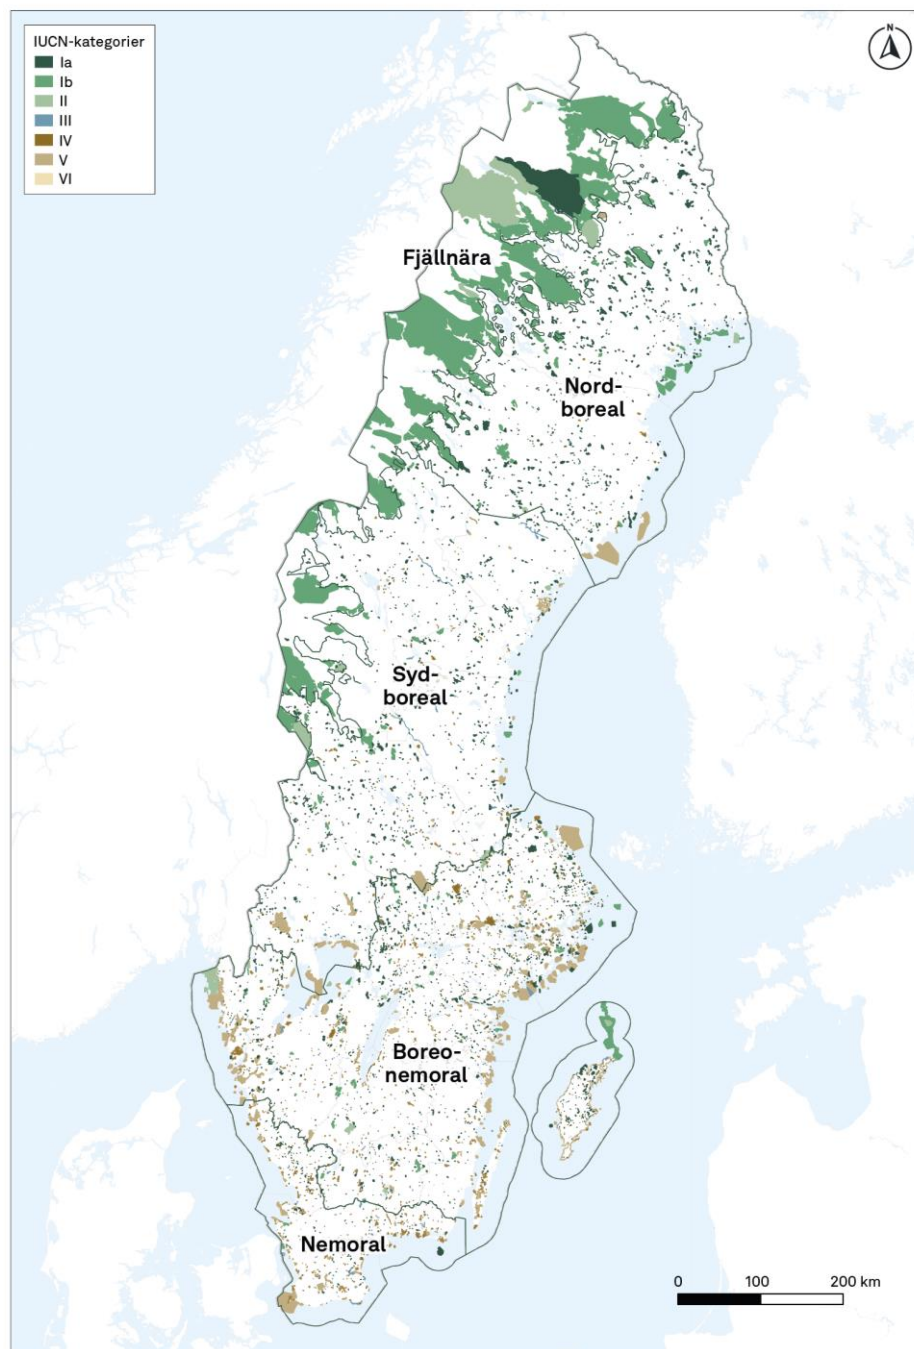 IUCN-kategorier
Ia
Ib
II
III
IV
V
VI
N
Fjällnära
Nord-
boreal
Syd-
boreal
Boreo-
nemoral
Nemoral
0 100 200 km